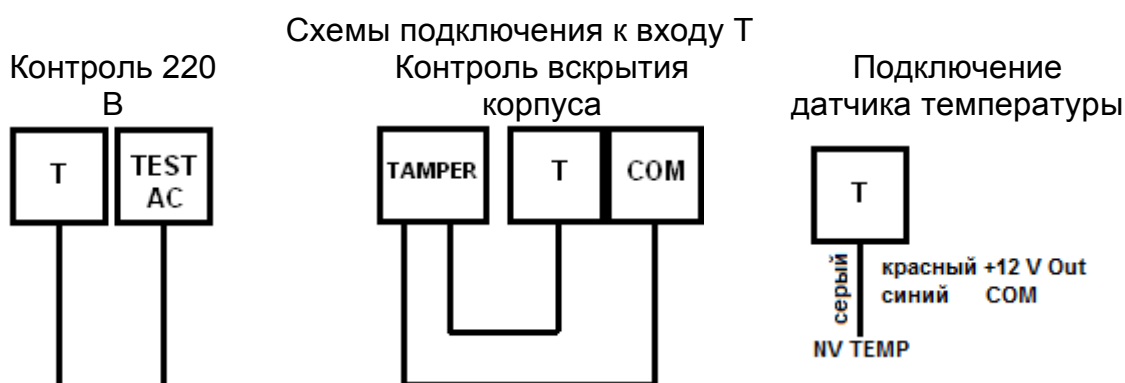 Схемы подключения к входу Т
Контроль 220
В
Контроль вскрытия
корпуса
Подключение
датчика температуры
T
TEST
AC
TAMPER
T
COM
T
серый
красный +12 V Out
синий COM
NV TEMP